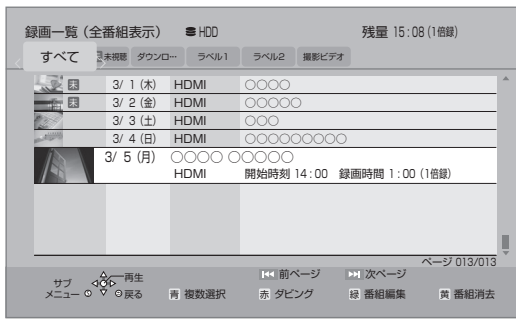 録画一覧 (全番組表示) HDD 残量 15:08 (1倍録)
すべて 未視聴 ダウンロ… ラベル1 ラベル2 撮影ビデオ
未 3/ 1 (木) HDMI 〇〇〇〇
未 3/ 2 (金) HDMI 〇〇〇〇〇
3/ 3 (土) HDMI 〇〇〇
3/ 4 (日) HDMI 〇〇〇〇〇〇〇〇〇
3/ 5 (月) 〇〇〇〇 〇〇〇〇〇
HDMI 開始時刻 14:00 録画時間 1:00 (1倍録)
ページ 013/013
サブメニュー 再生 戻る
前ページ 次ページ
青 複数選択 赤 ダビング 緑 番組編集 黄 番組消去